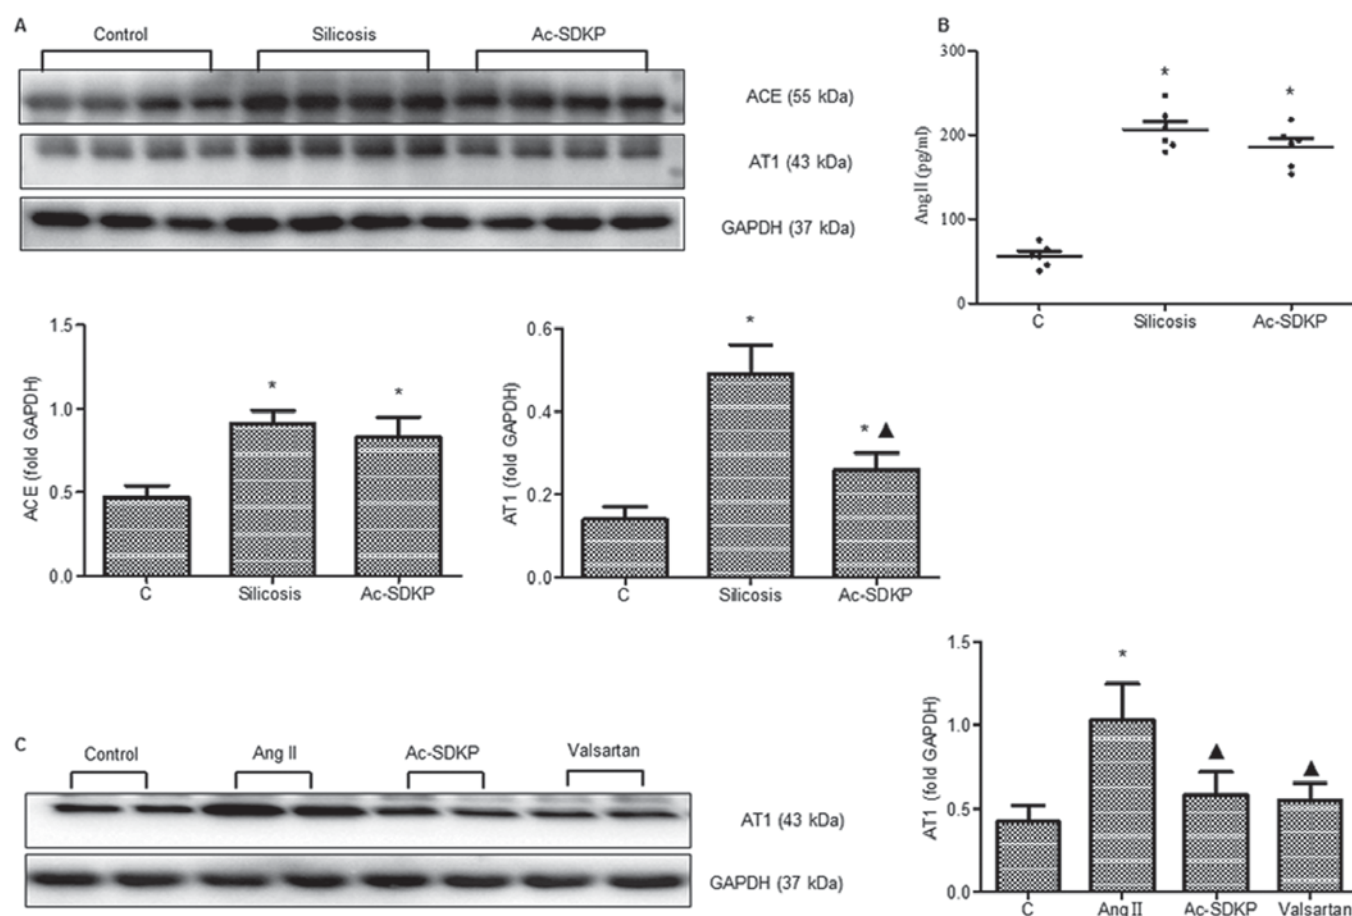 A
Control Silicosis Ac-SDKP
ACE (55 kDa)
AT1 (43 kDa)
GAPDH (37 kDa)
B
300
200
100
0
AngII (pg/ml)
*
*
C Silicosis Ac-SDKP
1.5
1.0
0.5
0.0
ACE (fold GAPDH)
*
*
C Silicosis Ac-SDKP
0.6
0.4
0.2
0.0
AT1 (fold GAPDH)
*
* ▲
C Silicosis Ac-SDKP
C
Control Ang II Ac-SDKP Valsartan
AT1 (43 kDa)
GAPDH (37 kDa)
1.5
1.0
0.5
0.0
AT1 (fold GAPDH)
*
▲
▲
C AngII Ac-SDKP Valsartan